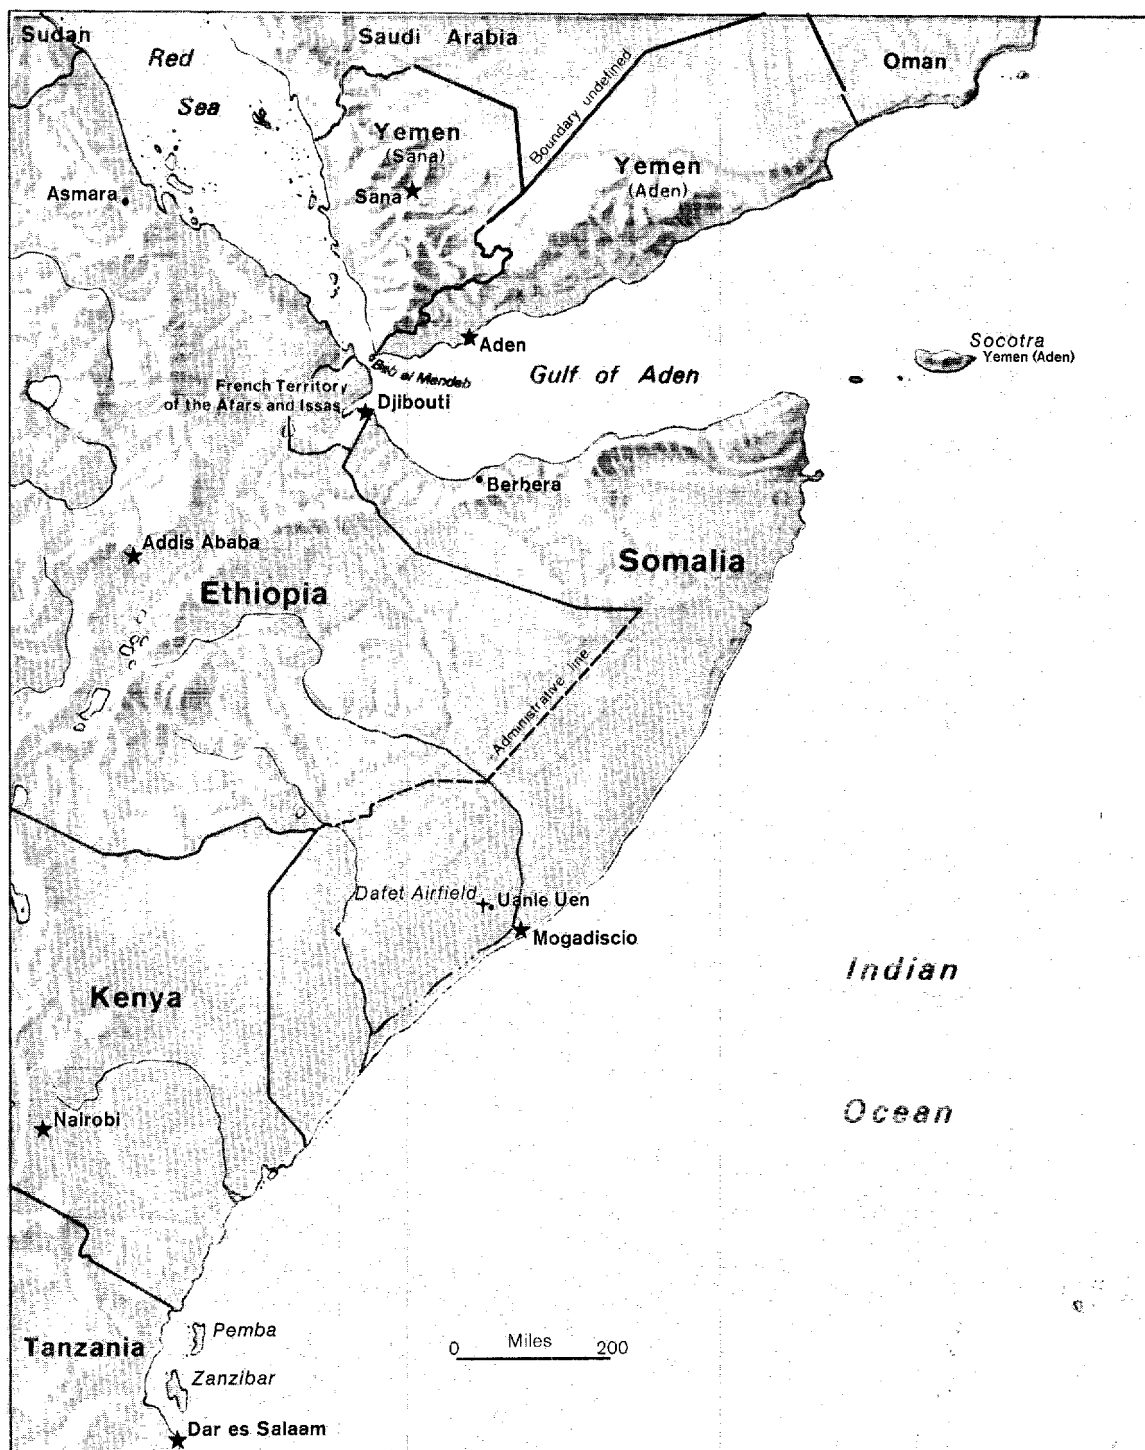 Sudan
Red
Sea
Saudi Arabia
Oman
Boundary undefined
Yemen
(Sana)
Sana
Yemen
(Aden)
Asmara
Aden
Socotra
Yemen (Aden)
Bab el Mendeb
Gulf of Aden
French Territory
of the Afars and Issas
Djibouti
Berbera
Addis Ababa
Somalia
Ethiopia
Administrative line
Dafet Airfield
Uanle Uen
Mogadiscio
Indian
Kenya
Ocean
Nairobi
Pemba
Miles
0 200
Tanzania
Zanzibar
Dar es Salaam